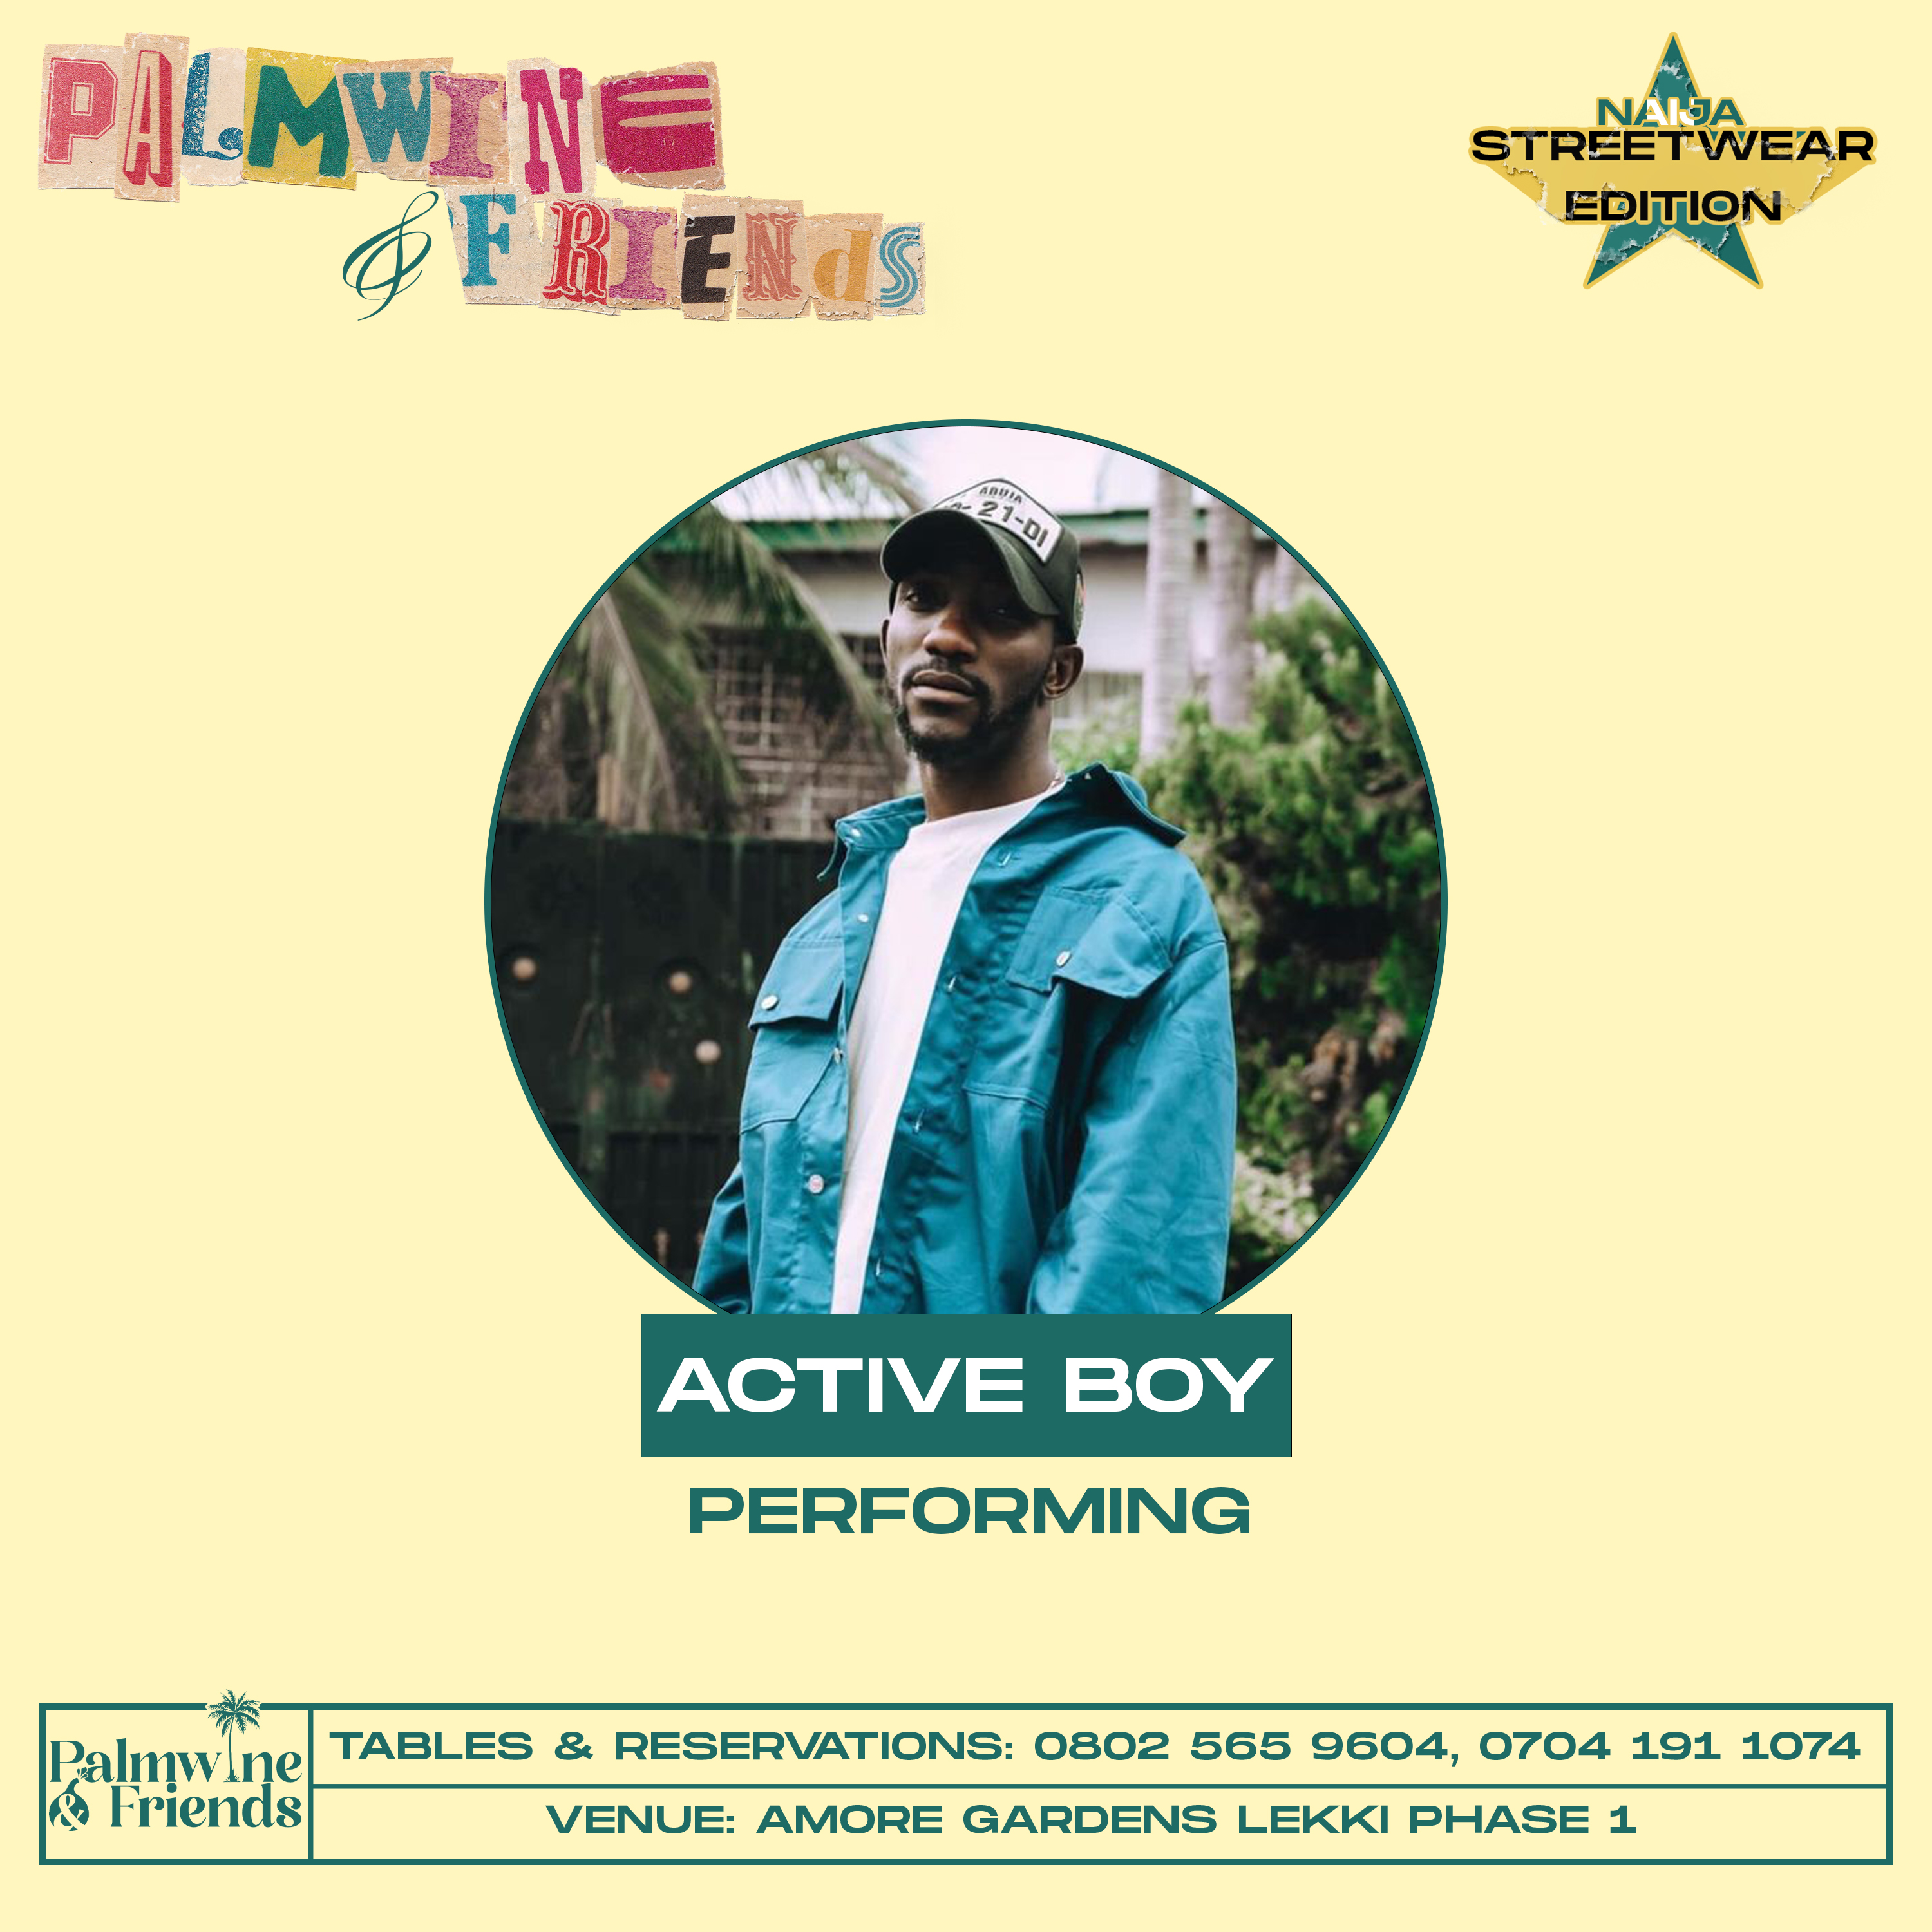 PALMWINE
& FRIENdS
NAIJA
STREETWEAR
EDITION
ABUJA
21-DI
ACTIVE BOY
PERFORMING
Palmwine
& Friends
TABLES & RESERVATIONS: 0802 565 9604, 0704 191 1074
VENUE: AMORE GARDENS LEKKI PHASE 1